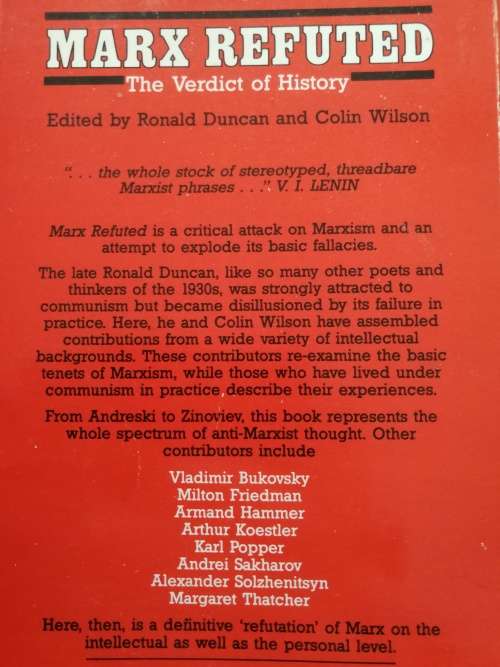 MARX REFUTED
The Verdict of History
Edited by Ronald Duncan and Colin Wilson
“. . . the whole stock of stereotyped, threadbare
Marxist phrases . . .” V. I. LENIN
Marx Refuted is a critical attack on Marxism and an
attempt to explode its basic fallacies.
The late Ronald Duncan, like so many other poets and
thinkers of the 1930s, was strongly attracted to
communism but became disillusioned by its failure in
practice. Here, he and Colin Wilson have assembled
contributions from a wide variety of intellectual
backgrounds. These contributors re-examine the basic
tenets of Marxism, while those who have lived under
communism in practice describe their experiences.
From Andreski to Zinoviev, this book represents the
whole spectrum of anti-Marxist thought. Other
contributors include
Vladimir Bukovsky
Milton Friedman
Armand Hammer
Arthur Koestler
Karl Popper
Andrei Sakharov
Alexander Solzhenitsyn
Margaret Thatcher
Here, then, is a definitive ‘refutation’ of Marx on the
intellectual as well as the personal level.